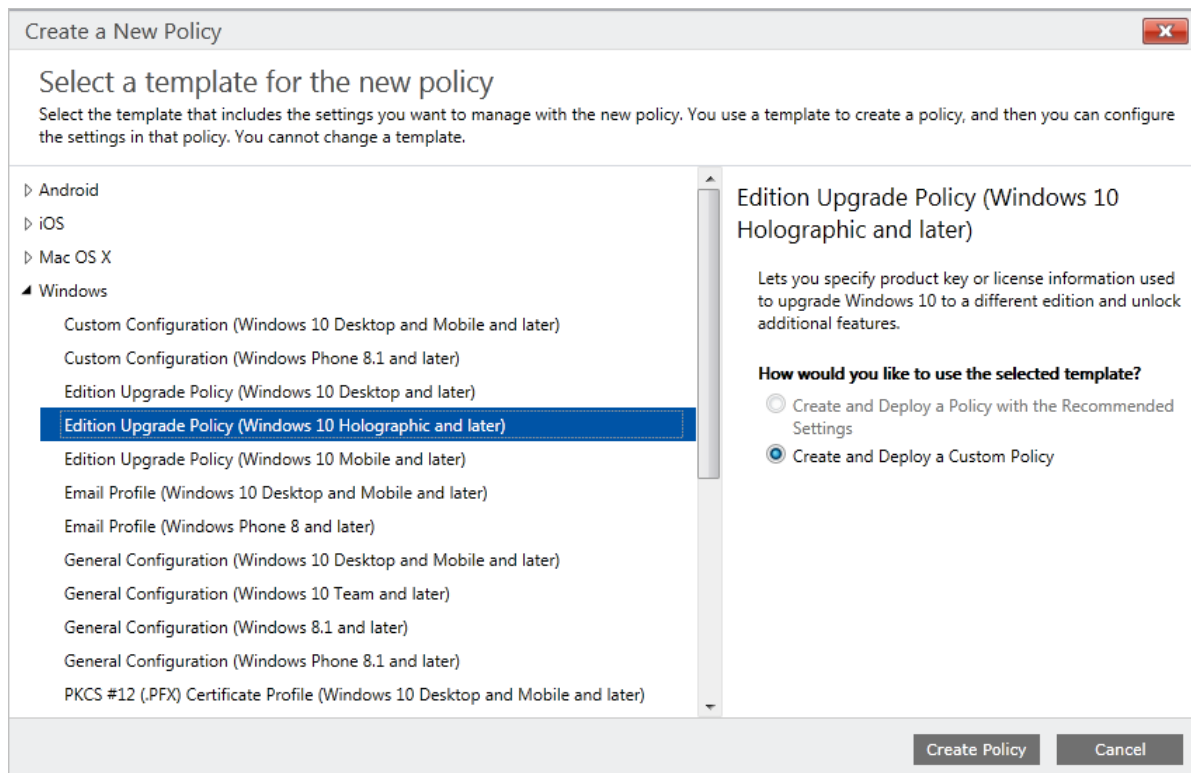 Create a New Policy
Select a template for the new policy
Select the template that includes the settings you want to manage with the new policy. You use a template to create a policy, and then you can configure
the settings in that policy. You cannot change a template.
Android
iOS
Mac OS X
Windows
Custom Configuration (Windows 10 Desktop and Mobile and later)
Custom Configuration (Windows Phone 8.1 and later)
Edition Upgrade Policy (Windows 10 Desktop and later)
Edition Upgrade Policy (Windows 10 Holographic and later)
Edition Upgrade Policy (Windows 10 Mobile and later)
Email Profile (Windows 10 Desktop and Mobile and later)
Email Profile (Windows Phone 8 and later)
General Configuration (Windows 10 Desktop and Mobile and later)
General Configuration (Windows 10 Team and later)
General Configuration (Windows 8.1 and later)
General Configuration (Windows Phone 8.1 and later)
PKCS #12 (.PFX) Certificate Profile (Windows 10 Desktop and Mobile and later)
Edition Upgrade Policy (Windows 10
Holographic and later)
Lets you specify product key or license information used
to upgrade Windows 10 to a different edition and unlock
additional features.
How would you like to use the selected template?
Create and Deploy a Policy with the Recommended
Settings
Create and Deploy a Custom Policy
Create Policy
Cancel